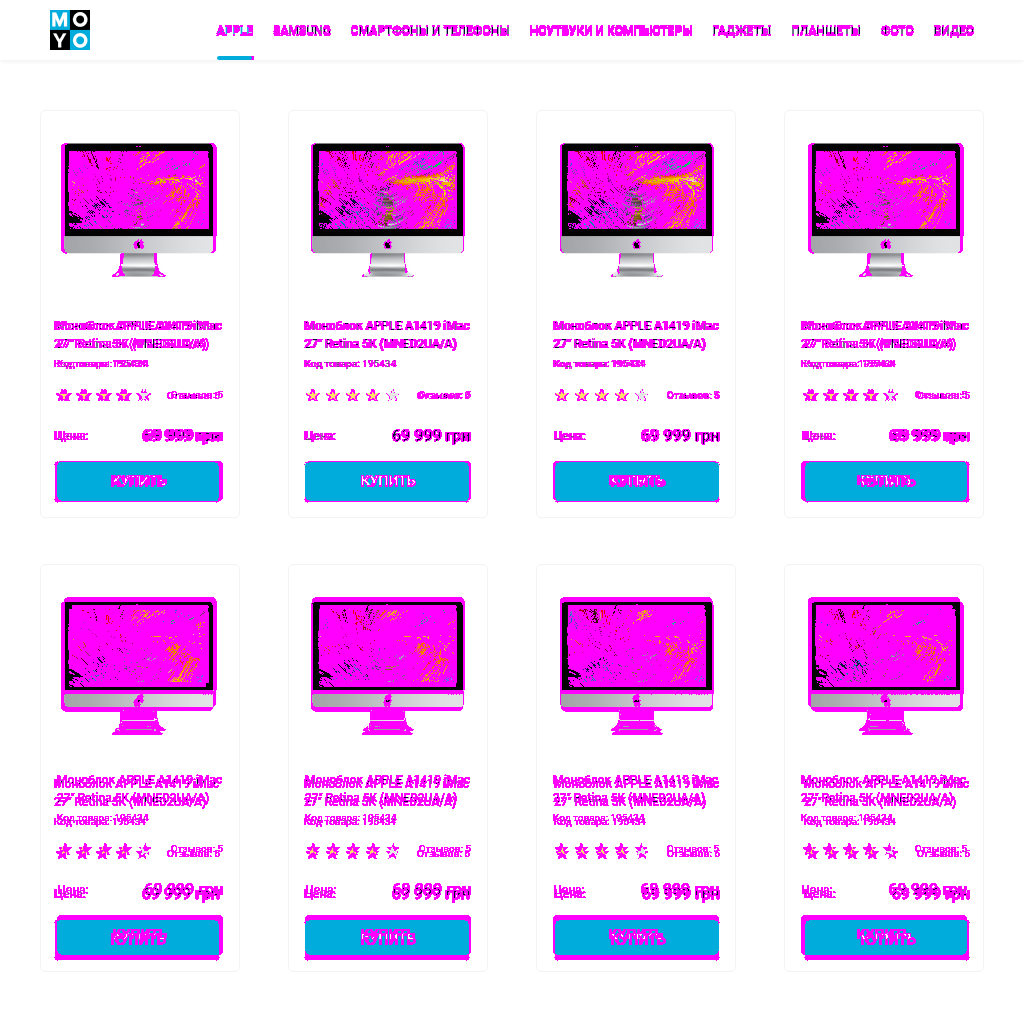 MO
YO
APPLE SAMSUNG СМАРТФОНЫ И ТЕЛЕФОНЫ НОУТБУКИ И КОМПЬЮТЕРЫ ГАДЖЕТЫ ПЛАНШЕТЫ ФОТО ВИДЕО
Моноблок APPLE A1419 iMac
27" Retina 5K (MNED2UA/A)
Код товара: 195434
Отзывов: 5
Цена: 69 999 грн
КУПИТЬ
Моноблок APPLE A1419 iMac
27" Retina 5K (MNED2UA/A)
Код товара: 195434
Отзывов: 5
Цена: 69 999 грн
КУПИТЬ
Моноблок APPLE A1419 iMac
27" Retina 5K (MNED2UA/A)
Код товара: 195434
Отзывов: 5
Цена: 69 999 грн
КУПИТЬ
Моноблок APPLE A1419 iMac
27" Retina 5K (MNED2UA/A)
Код товара: 195434
Отзывов: 5
Цена: 69 999 грн
КУПИТЬ
Моноблок APPLE A1419 iMac
27" Retina 5K (MNED2UA/A)
Код товара: 195434
Отзывов: 5
Цена: 69 999 грн
КУПИТЬ
Моноблок APPLE A1419 iMac
27" Retina 5K (MNED2UA/A)
Код товара: 195434
Отзывов: 5
Цена: 69 999 грн
КУПИТЬ
Моноблок APPLE A1419 iMac
27" Retina 5K (MNED2UA/A)
Код товара: 195434
Отзывов: 5
Цена: 69 999 грн
КУПИТЬ
Моноблок APPLE A1419 iMac
27" Retina 5K (MNED2UA/A)
Код товара: 195434
Отзывов: 5
Цена: 69 999 грн
КУПИТЬ